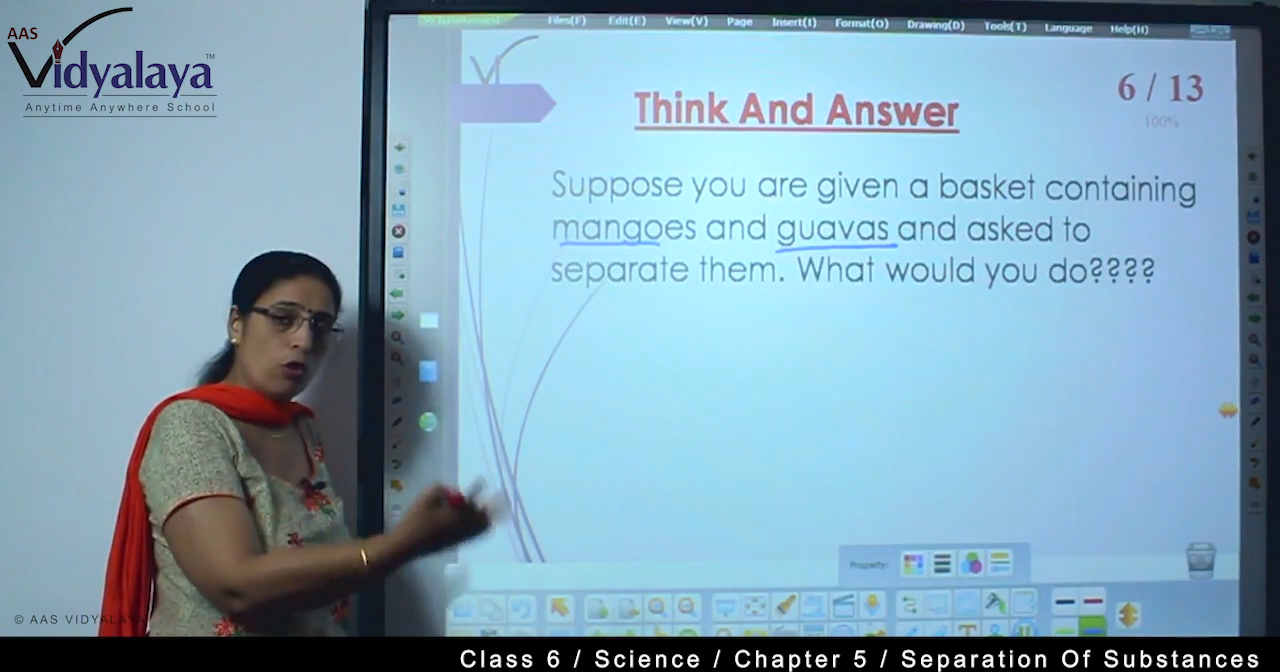 AAS
Vidyalaya™
Anytime Anywhere School
Files(F) Edit(E) View(V) Page Insert(I) Format(O) Drawing(D) Tools(T) Language Help(H)
6 / 13
100%
Think And Answer
Suppose you are given a basket containing
mangoes and guavas and asked to
separate them. What would you do????
Property:
© AAS VIDYALAYA
Class 6 / Science / Chapter 5 / Separation Of Substances